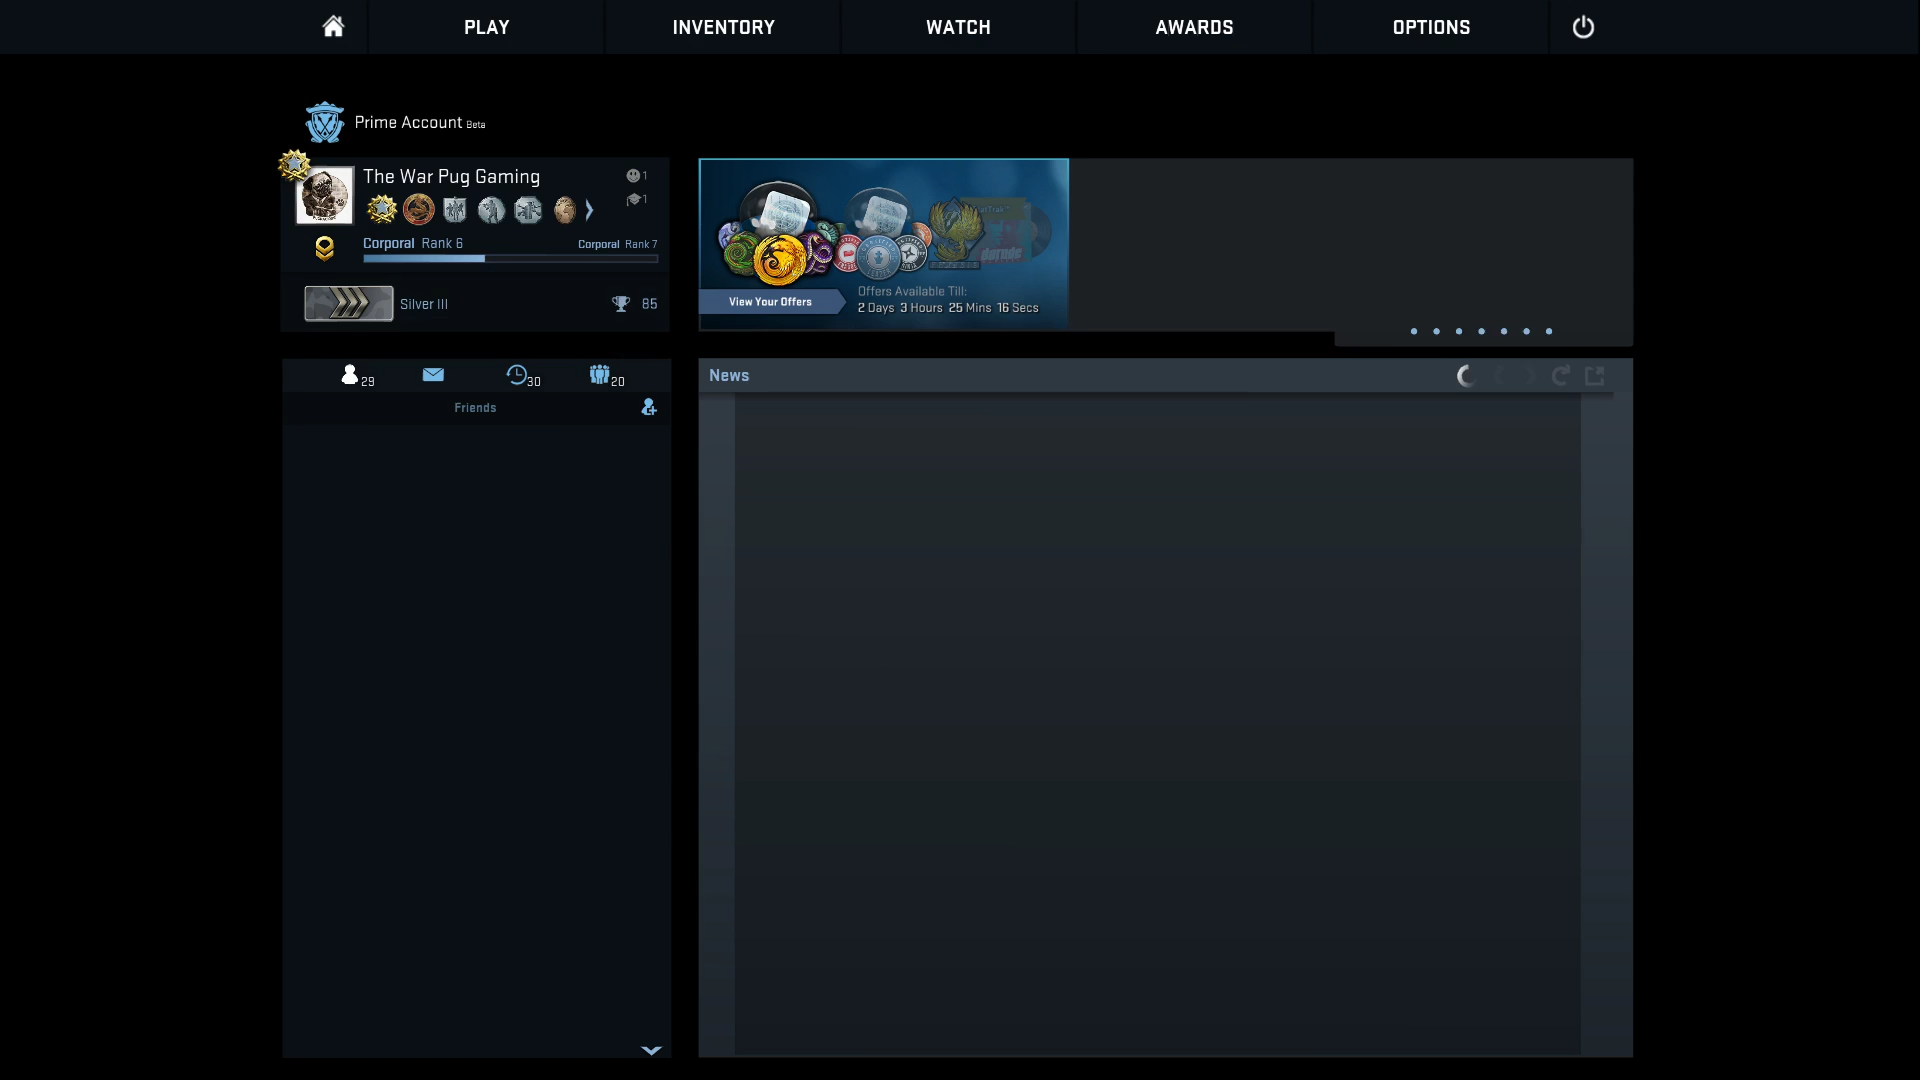 PLAY
INVENTORY
WATCH
AWARDS
OPTIONS
Prime Account Beta
The War Pug Gaming
1
1
Corporal Rank 6
Corporal Rank 7
Silver III
85
View Your Offers
Offers Available Till:
2 Days 3 Hours 25 Mins 16 Secs
29
30
20
Friends
News